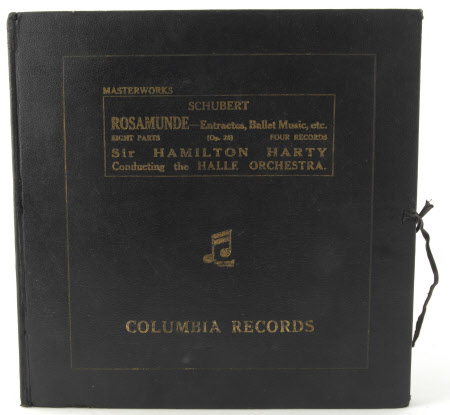 MASTERWORKS
SCHUBERT
ROSAMUNDE—Entractes, Ballet Music, etc.
EIGHT PARTS (Op. 26) FOUR RECORDS
Sir HAMILTON HARTY
Conducting the HALLE ORCHESTRA.
COLUMBIA RECORDS